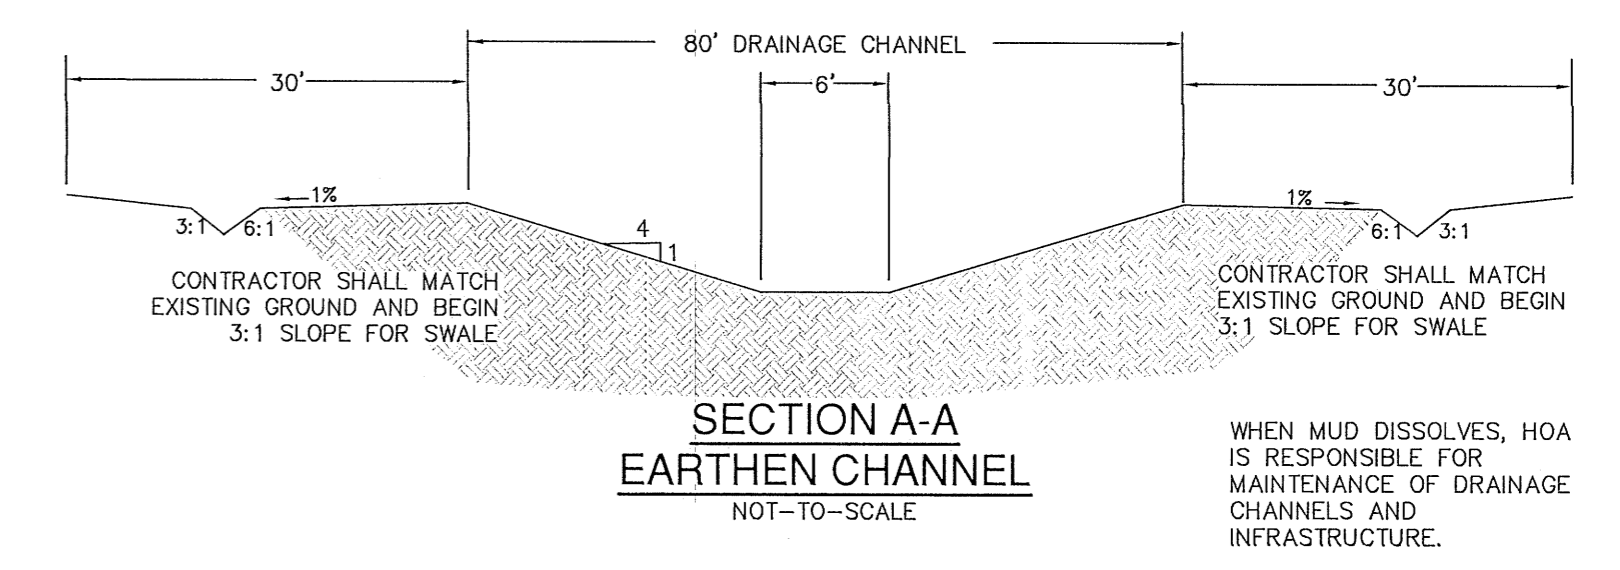 80' DRAINAGE CHANNEL
30'
6'
30'
1%
1%
3:1
6:1
6:1
3:1
4
1
CONTRACTOR SHALL MATCH
EXISTING GROUND AND BEGIN
3:1 SLOPE FOR SWALE
CONTRACTOR SHALL MATCH
EXISTING GROUND AND BEGIN
3:1 SLOPE FOR SWALE
SECTION A-A
EARTHEN CHANNEL
NOT-TO-SCALE
WHEN MUD DISSOLVES, HOA
IS RESPONSIBLE FOR
MAINTENANCE OF DRAINAGE
CHANNELS AND
INFRASTRUCTURE.